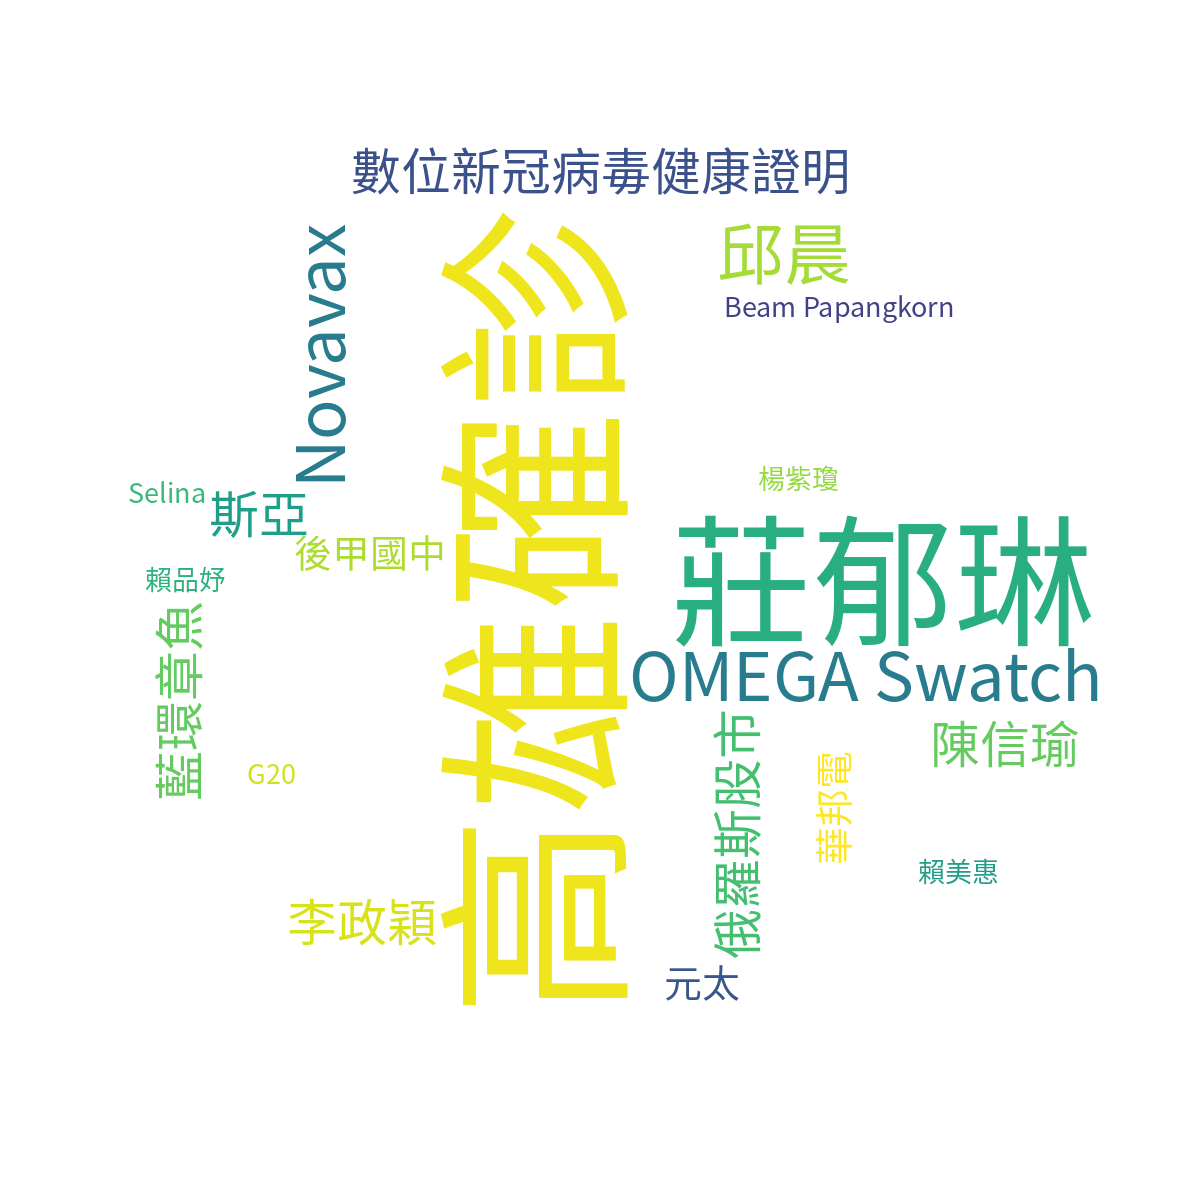 數位新冠病毒健康證明
Novavax
高雄確診
邱晨
Beam Papangkorn
楊紫瓊
Selina
斯亞
後甲國中
莊郁琳
賴品妤
藍環章魚
OMEGA Swatch
俄羅斯股市
陳信瑜
華邦電
G20
賴美惠
李政穎
元太